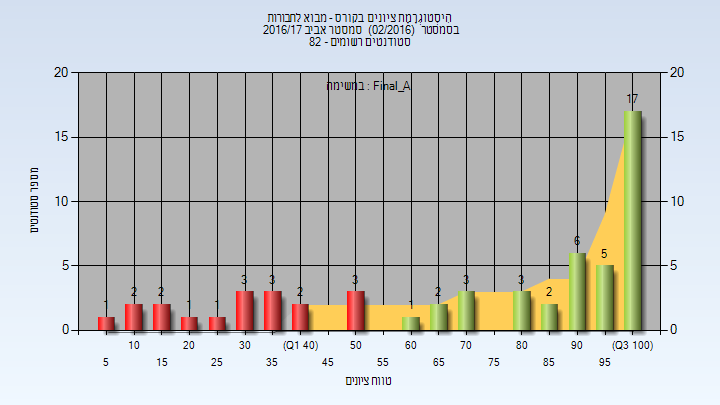 היסטוגרמת ציונים בקורס - מבוא לחבורות
בסמסטר (02/2016) סמסטר אביב 2016/17
סטודנטים רשומים - 82
במשימה : Final_A
20 20
15 15
10 10
5 5
0 0
מספר סטודנטים
1 2 2 1 1 3 3 2 3 1 2 3 3 2 6 5 17
10 20 30 (Q1 40) 50 60 70 80 90 (Q3 100)
5 15 25 35 45 55 65 75 85 95
טווח ציונים